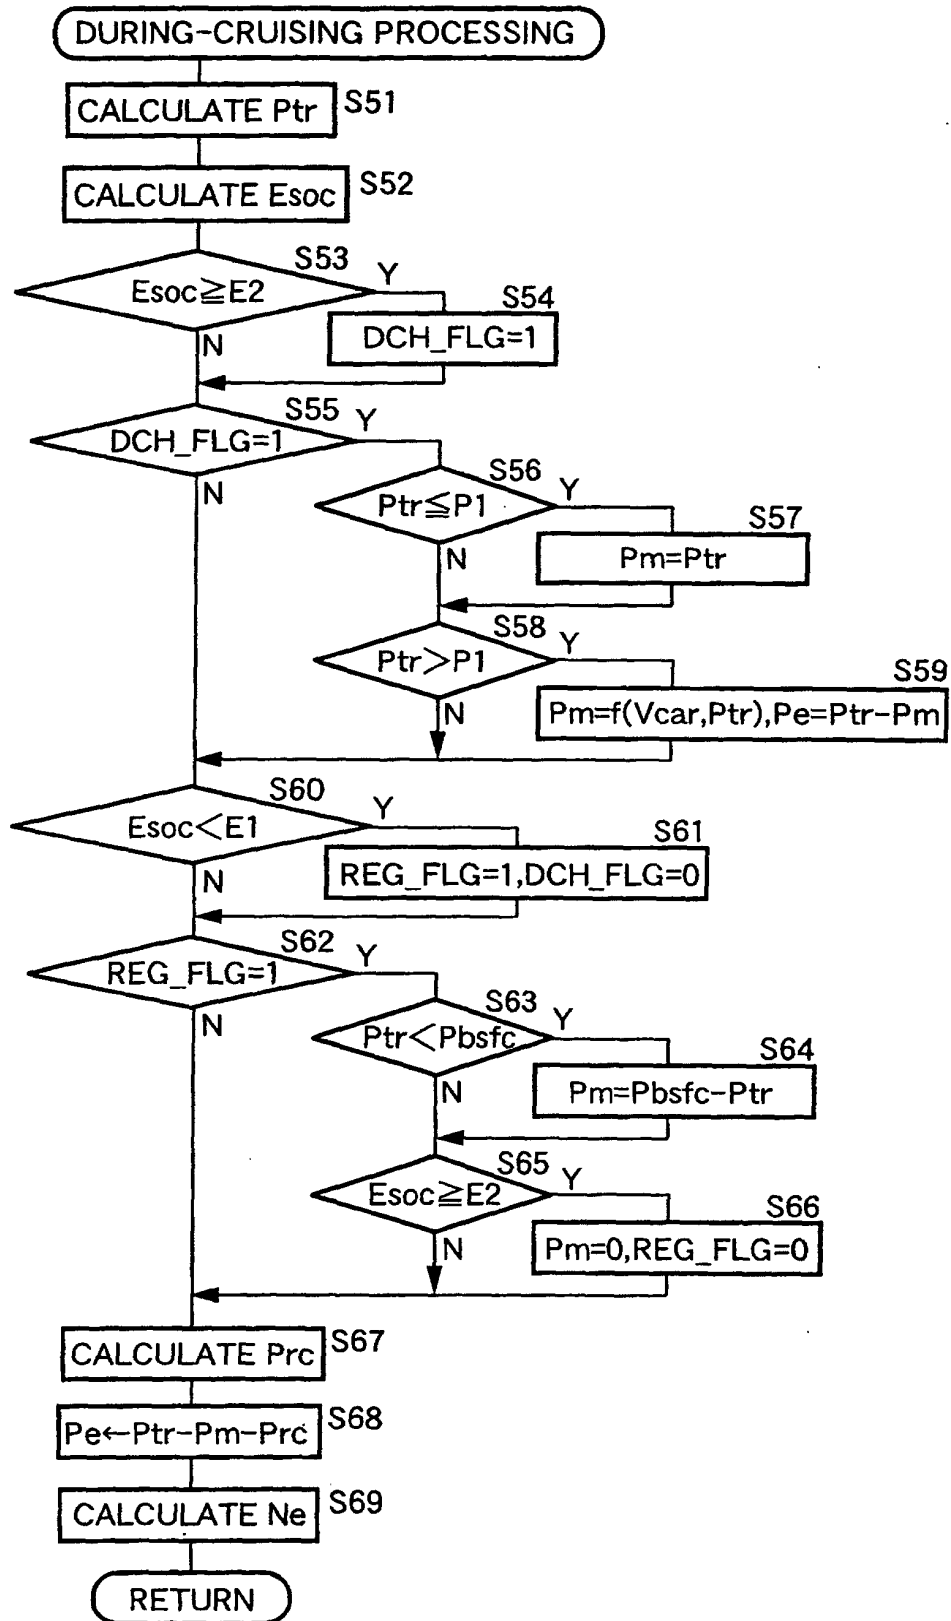 DURING-CRUISING PROCESSING
CALCULATE Ptr
S51
CALCULATE Esoc
S52
S53
Esoc≧E2
Y
N
S54
DCH_FLG=1
S55
DCH_FLG=1
Y
N
S56
Ptr≦P1
Y
N
S57
Pm=Ptr
S58
Ptr>P1
Y
N
S59
Pm=f(Vcar,Ptr),Pe=Ptr-Pm
S60
Esoc<E1
Y
N
S61
REG_FLG=1,DCH_FLG=0
S62
REG_FLG=1
Y
N
S63
Ptr<Pbsfc
Y
N
S64
Pm=Pbsfc-Ptr
S65
Esoc≧E2
Y
N
S66
Pm=0,REG_FLG=0
CALCULATE Prc
S67
Pe←Ptr-Pm-Prc
S68
CALCULATE Ne
S69
RETURN